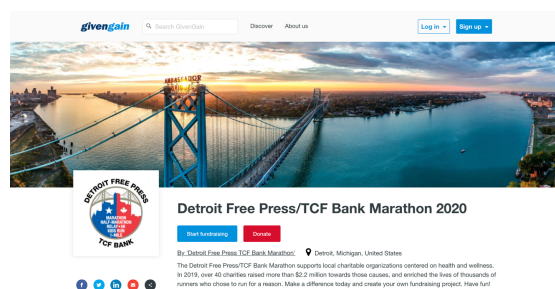 givengain
Search GivenGain
Discover
About us
Log in
Sign up
AMBASSADOR
DETROIT FREE PRESS
MARATHON
HALF-MARATHON
RELAY • 5K
KIDS RUN
1-MILE
TCF BANK
Detroit Free Press/TCF Bank Marathon 2020
Start fundraising
Donate
By 'Detroit Free Press TCF Bank Marathon'
Detroit, Michigan, United States
The Detroit Free Press/TCF Bank Marathon supports local charitable organizations centered on health and wellness.
In 2019, over 40 charities raised more than $2.2 million towards those causes, and enriched the lives of thousands of
runners who chose to run for a reason. Make a difference today and create your own fundraising project. Have fun!